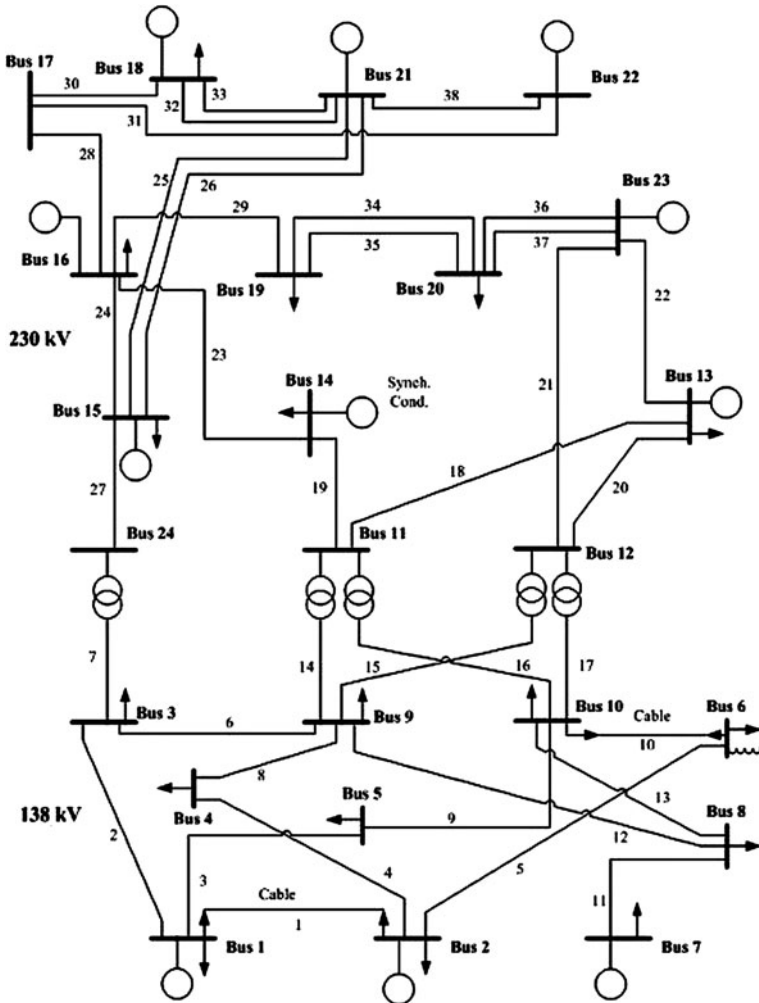 Bus 18
Bus 21
Bus 22
Bus 17
30
32
33
38
31
28
25
26
Bus 23
29
34
36
35
37
Bus 16
Bus 19
Bus 20
24
22
230 kV
23
21
Bus 14
Synch.
Cond.
Bus 13
Bus 15
18
20
27
19
Bus 24
Bus 11
Bus 12
7
14
15
16
17
Bus 3
6
Bus 9
Bus 10
Cable
Bus 6
10
8
13
138 kV
Bus 4
Bus 5
Bus 8
2
9
12
3
4
5
Cable
11
1
Bus 1
Bus 2
Bus 7